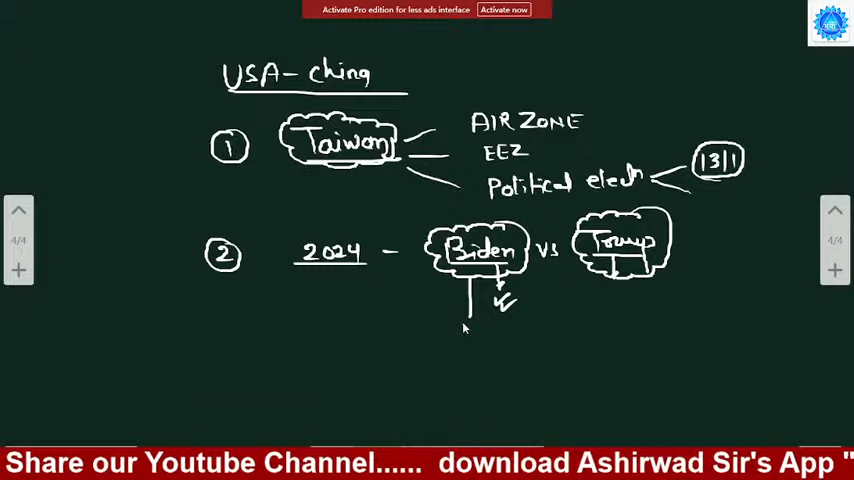 Activate Pro edition for less ads interface Activate now
USA - China
1 Taiwan
AIR ZONE
EEZ
Political elecn 13/1
2 2024 - Biden vs Trump
4/4
4/4
Share our Youtube Channel...... download Ashirwad Sir's App "